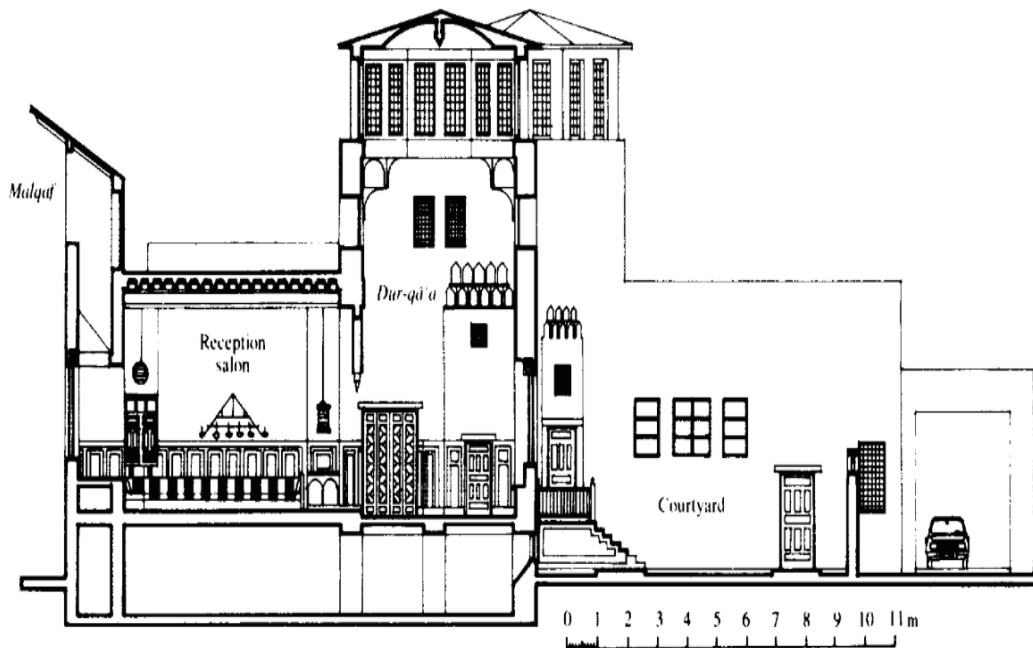 Malqaf
Dur-qā'a
Reception
salon
Courtyard
0 1 2 3 4 5 6 7 8 9 10 11 m